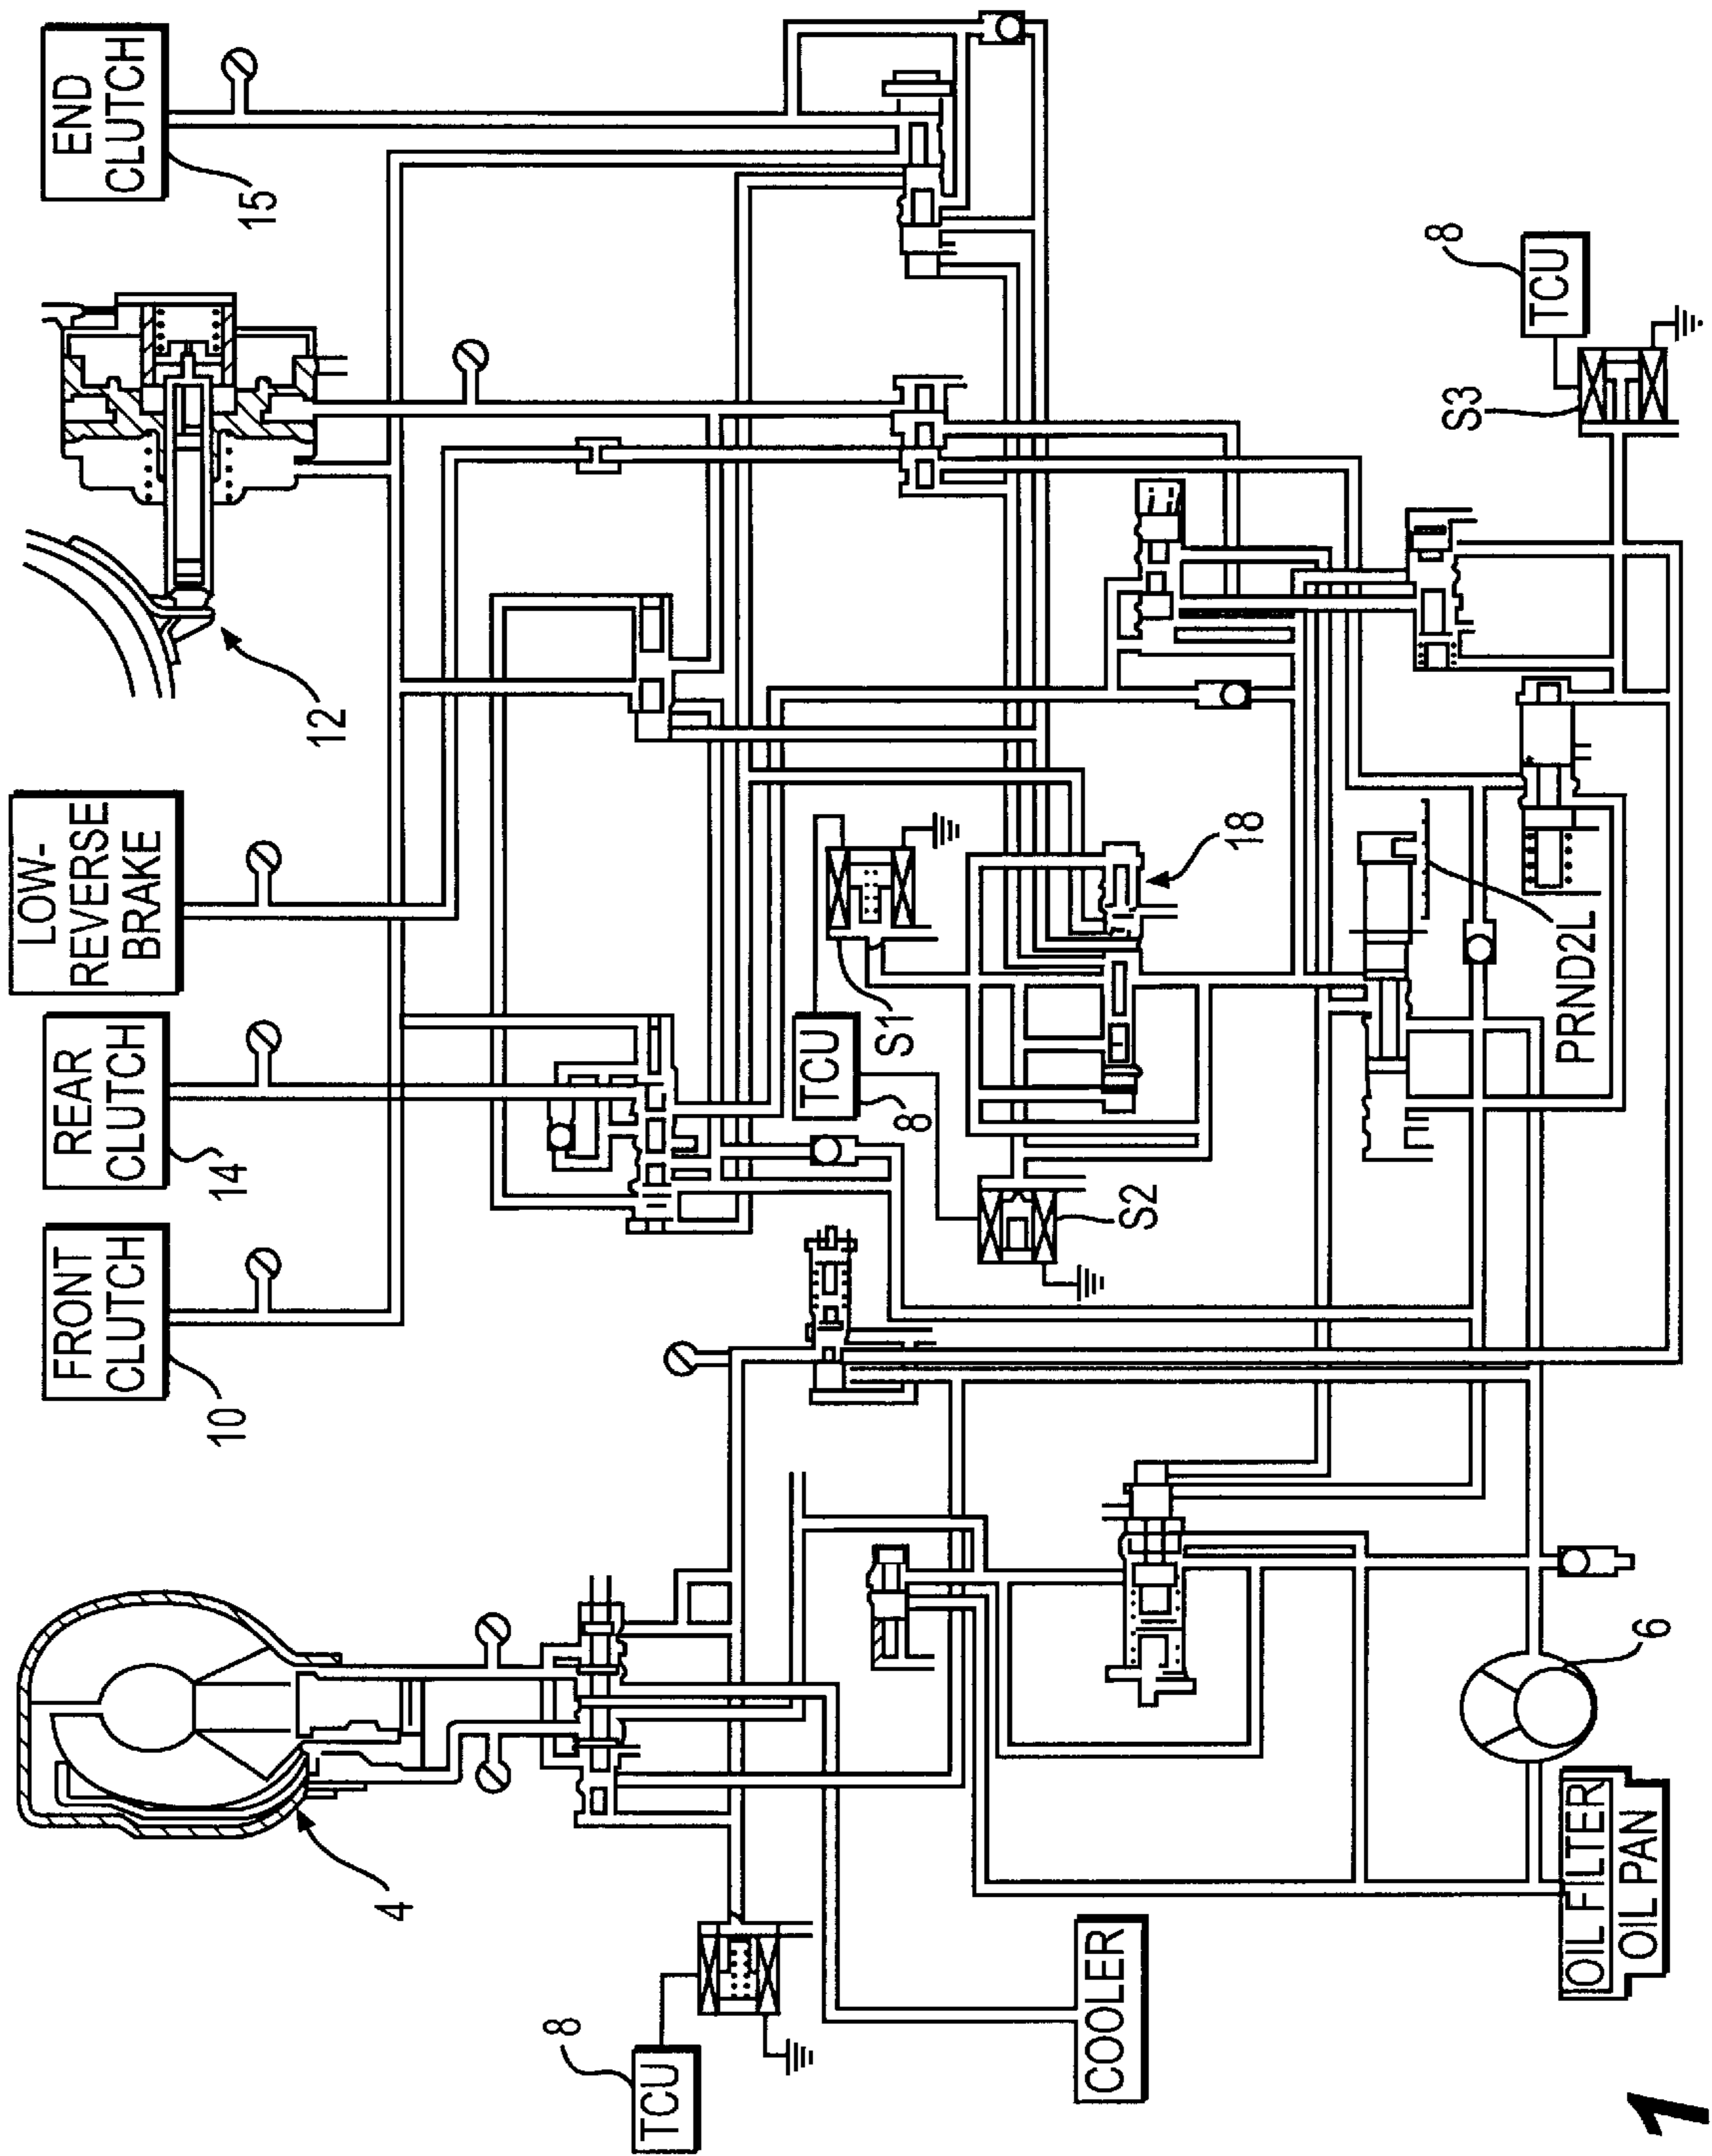 FRONT
CLUTCH
10
REAR
CLUTCH
14
LOW-
REVERSE
BRAKE
12
END
CLUTCH
15
4
TCU
8
COOLER
TCU
8
S1
S2
18
TCU
8
S3
PRND2L
6
OIL FILTER
OIL PAN
1